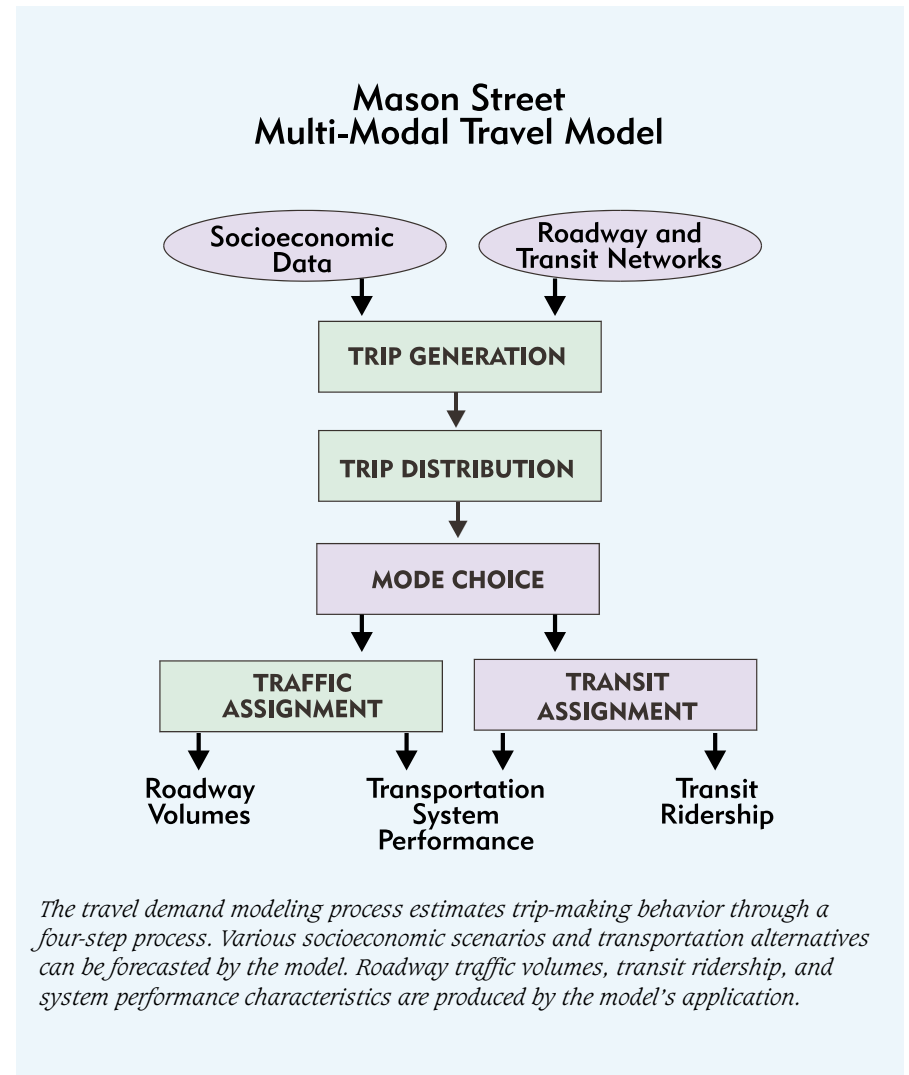 Mason Street
Multi-Modal Travel Model
Socioeconomic
Data
Roadway and
Transit Networks
TRIP GENERATION
TRIP DISTRIBUTION
MODE CHOICE
TRAFFIC
ASSIGNMENT
TRANSIT
ASSIGNMENT
Roadway
Volumes
Transportation
System
Performance
Transit
Ridership
The travel demand modeling process estimates trip-making behavior through a
four-step process. Various socioeconomic scenarios and transportation alternatives
can be forecasted by the model. Roadway traffic volumes, transit ridership, and
system performance characteristics are produced by the model’s application.